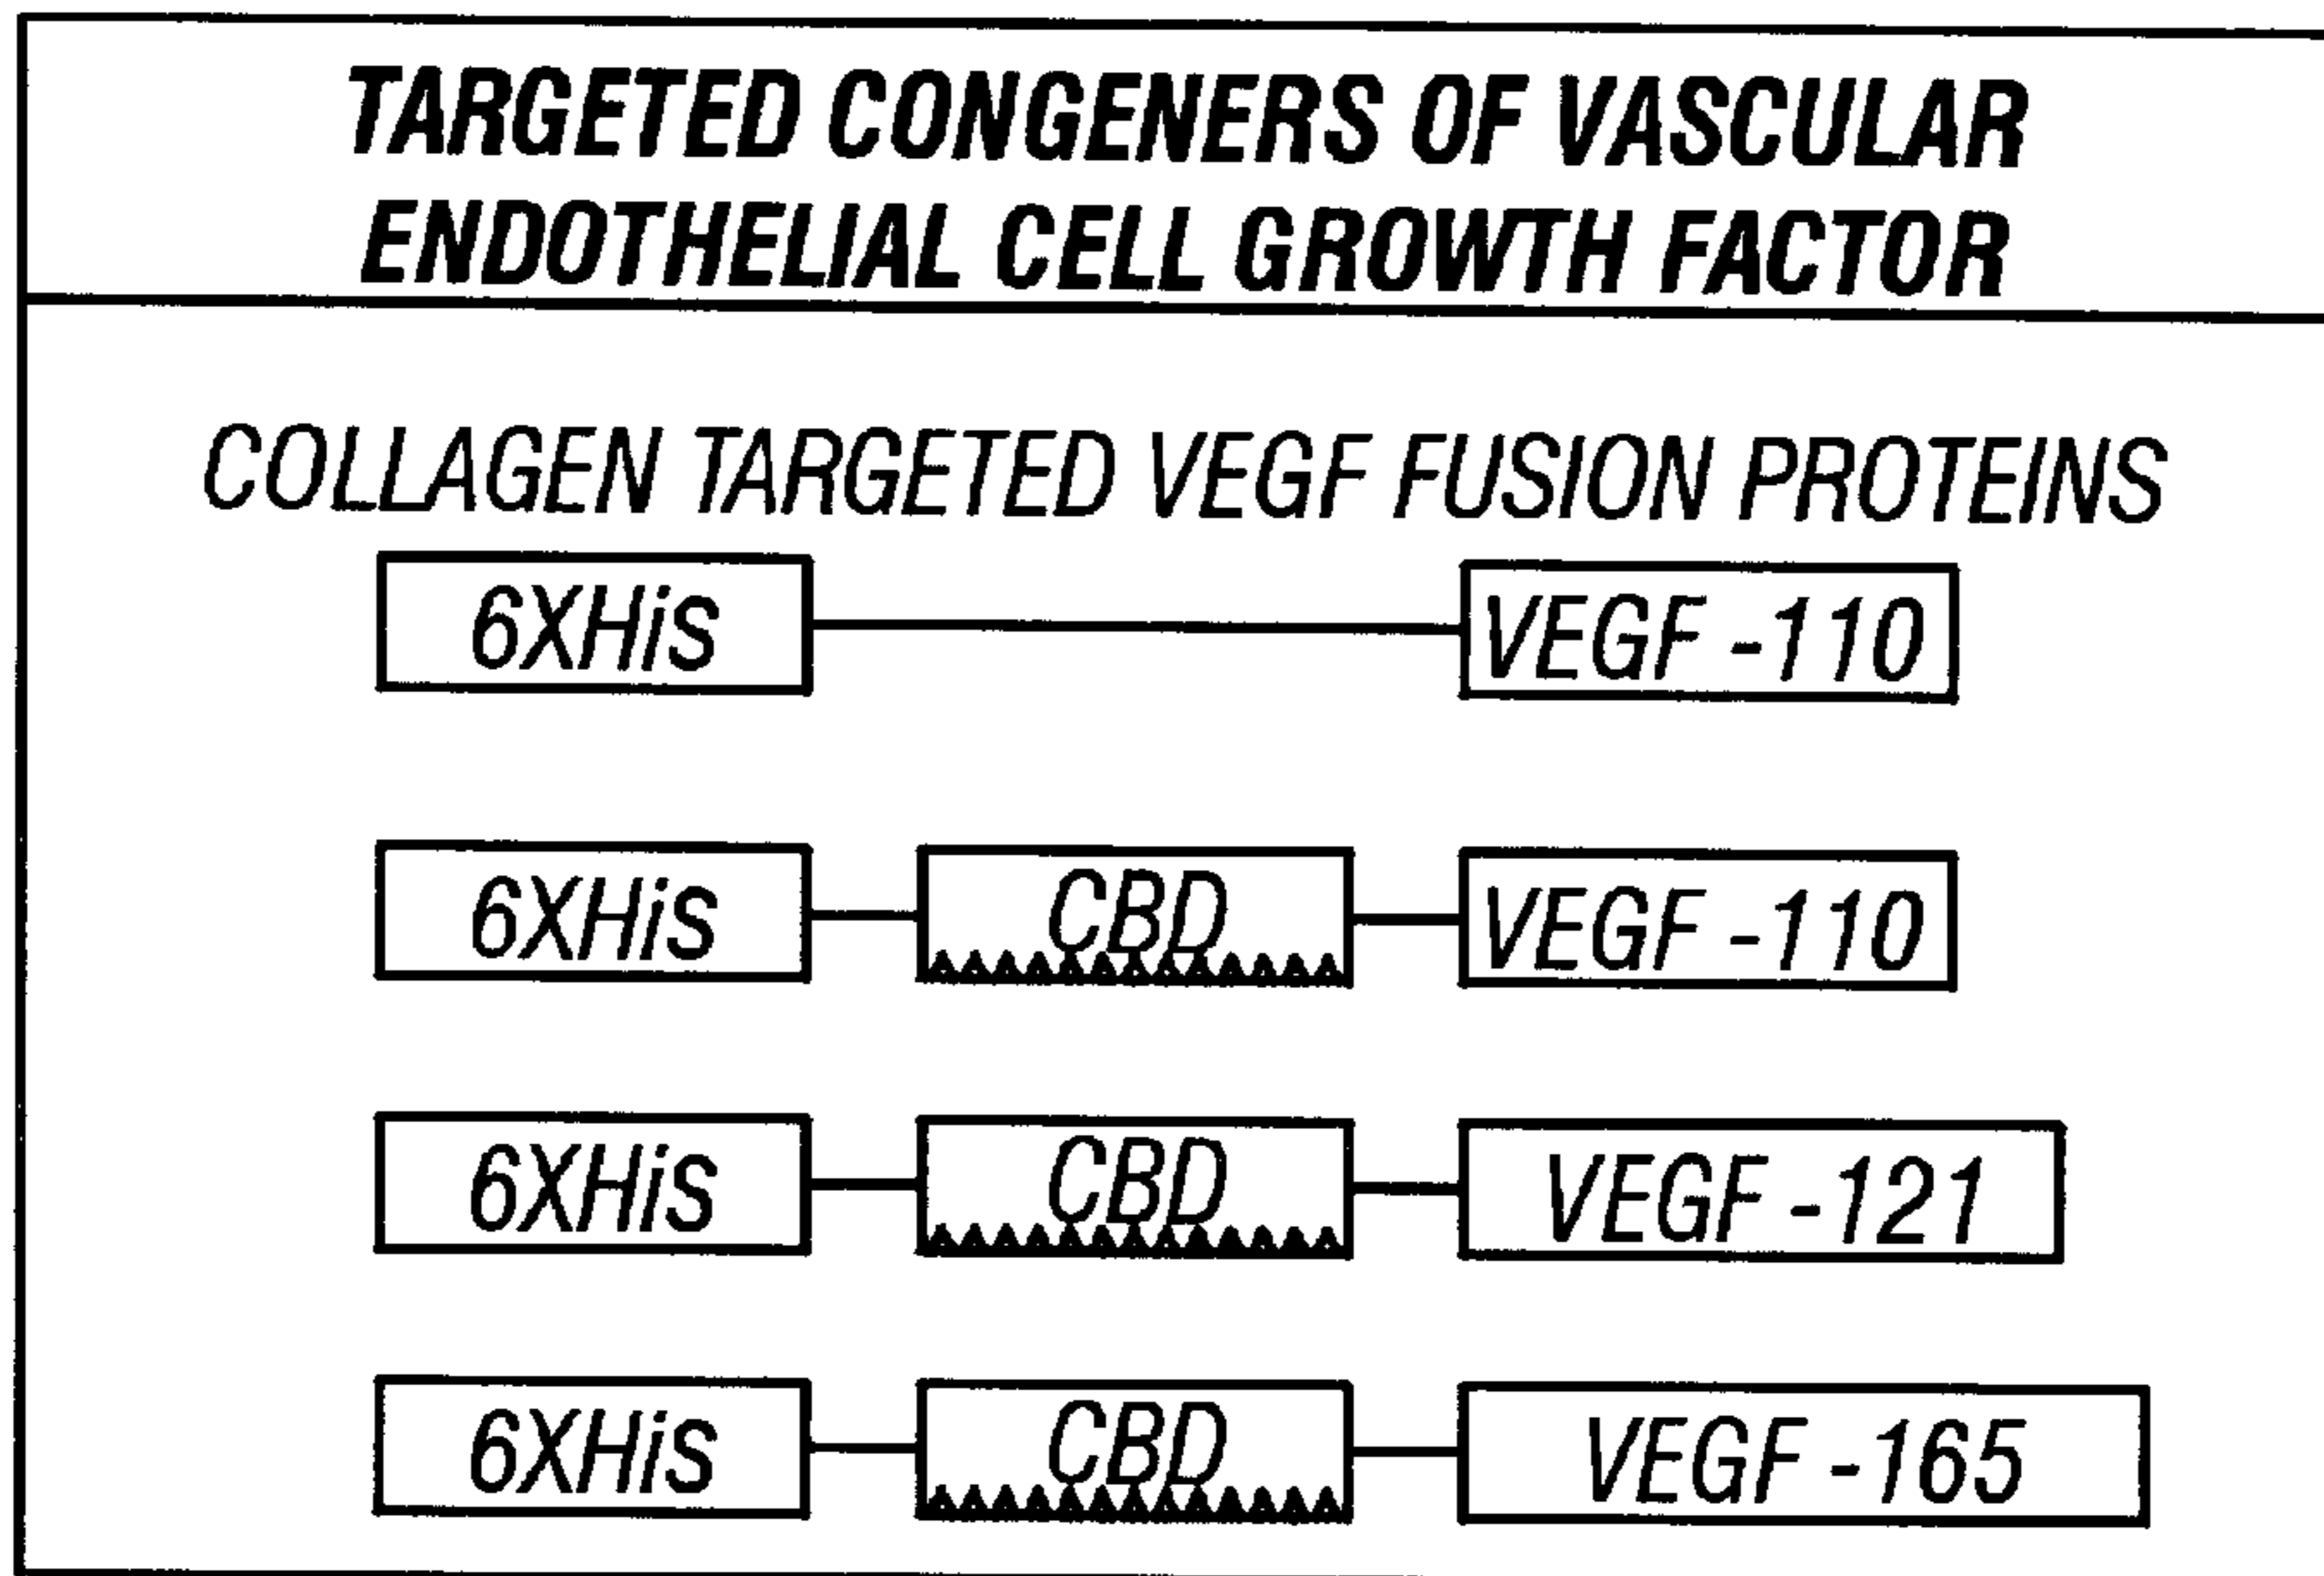 TARGETED CONGENERS OF VASCULAR
ENDOTHELIAL CELL GROWTH FACTOR
COLLAGEN TARGETED VEGF FUSION PROTEINS
6XHiS VEGF -110
6XHiS CBD VEGF -110
6XHiS CBD VEGF -121
6XHiS CBD VEGF -165